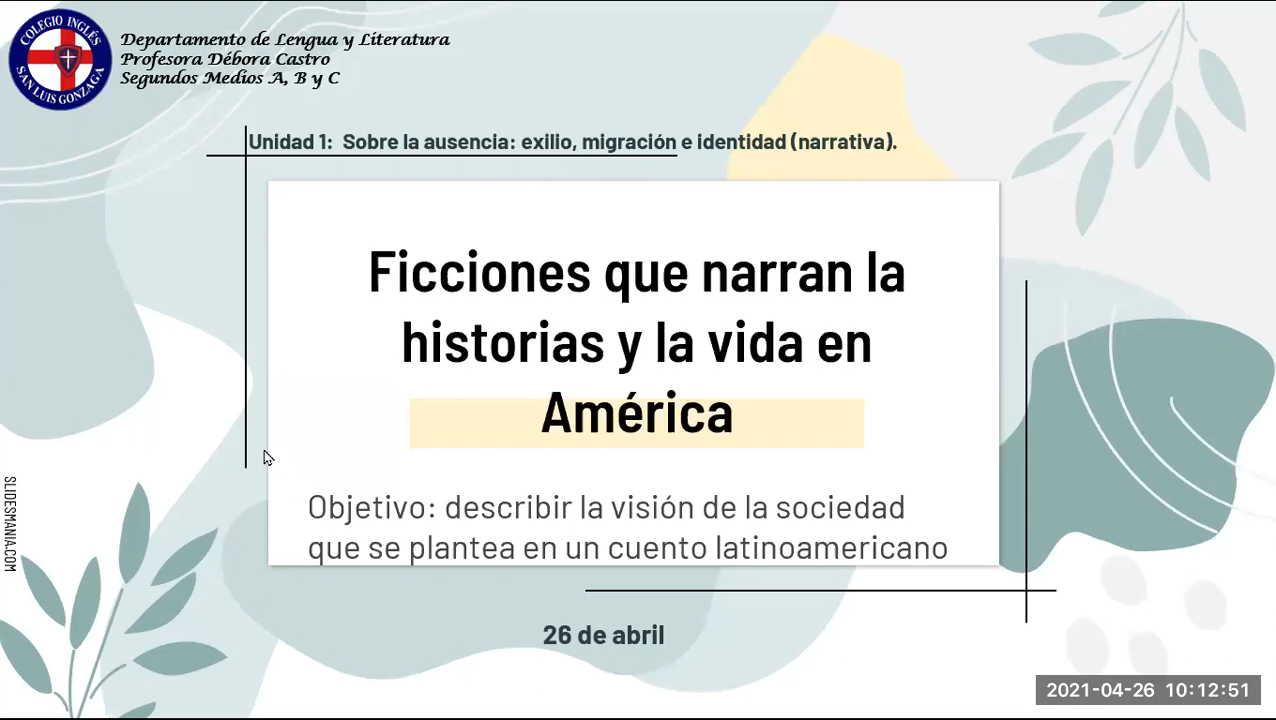 COLEGIO INGLÉS
SAN LUIS GONZAGA
Departamento de Lengua y Literatura
Profesora Débora Castro
Segundos Medios A, B y C
Unidad 1: Sobre la ausencia: exilio, migración e identidad (narrativa).
Ficciones que narran la
historias y la vida en
América
Objetivo: describir la visión de la sociedad
que se plantea en un cuento latinoamericano
26 de abril
SLIDESMANIA.COM
2021-04-26 10:12:51